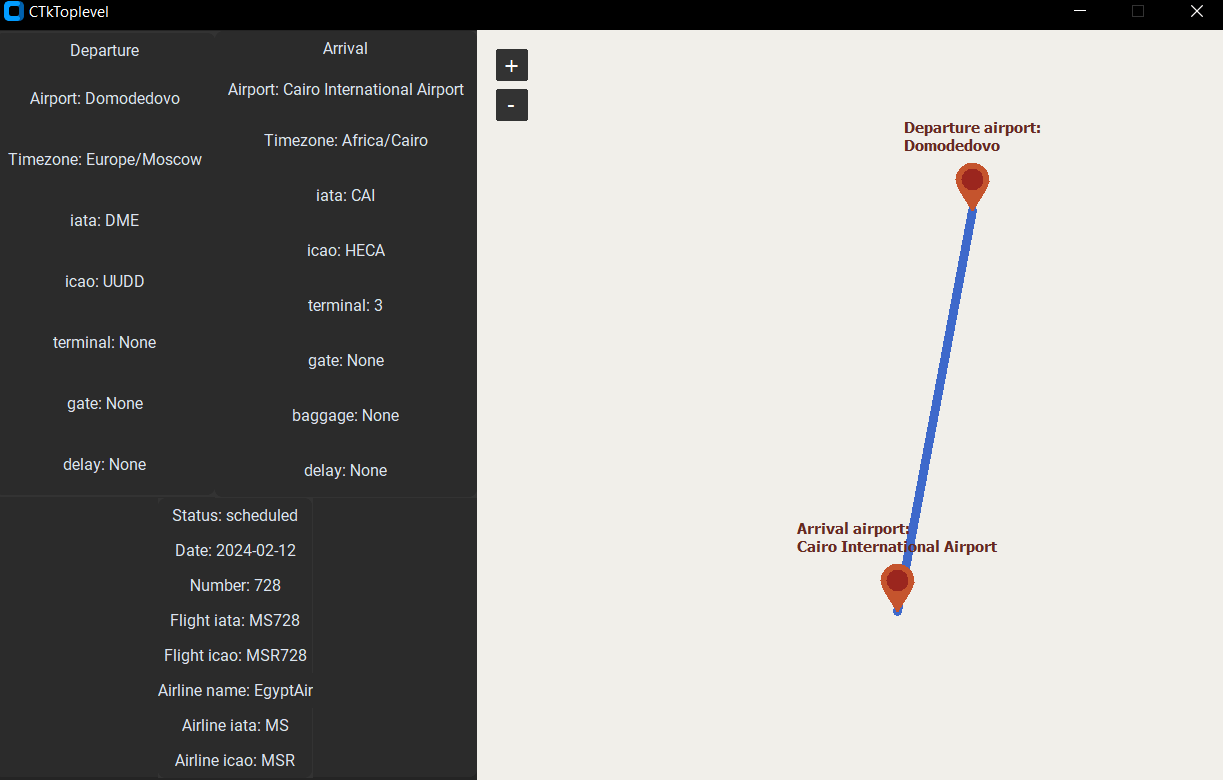 CTkToplevel
Departure
Airport: Domodedovo
Timezone: Europe/Moscow
iata: DME
icao: UUDD
terminal: None
gate: None
delay: None
Arrival
Airport: Cairo International Airport
Timezone: Africa/Cairo
iata: CAI
icao: HECA
terminal: 3
gate: None
baggage: None
delay: None
Status: scheduled
Date: 2024-02-12
Number: 728
Flight iata: MS728
Flight icao: MSR728
Airline name: EgyptAir
Airline iata: MS
Airline icao: MSR
+
-
Departure airport:
Domodedovo
Arrival airport:
Cairo International Airport